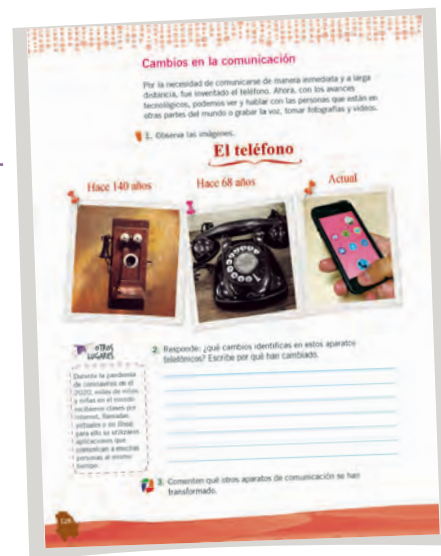 Cambios en la comunicación
Por la necesidad de comunicarse de manera inmediata y a larga
distancia, fue inventado el teléfono. Ahora, con los avances
tecnológicos, podemos ver y hablar con las personas que están en
otras partes del mundo o grabar la voz, tomar fotografías y videos.
1. Observa las imágenes.
El teléfono
Hace 140 años
Hace 68 años
Actual
OTROS
LUGARES
Durante la pandemia
de coronavirus en el
2020, miles de niños
y niñas en el mundo
recibieron clases por
internet, llamadas
virtuales o en línea;
para ello se utilizaron
aplicaciones que
comunican a muchas
personas al mismo
tiempo.
2. Responde: ¿qué cambios identificas en estos aparatos
telefónicos? Escribe por qué han cambiado.
3. Comenten qué otros aparatos de comunicación se han
transformado.